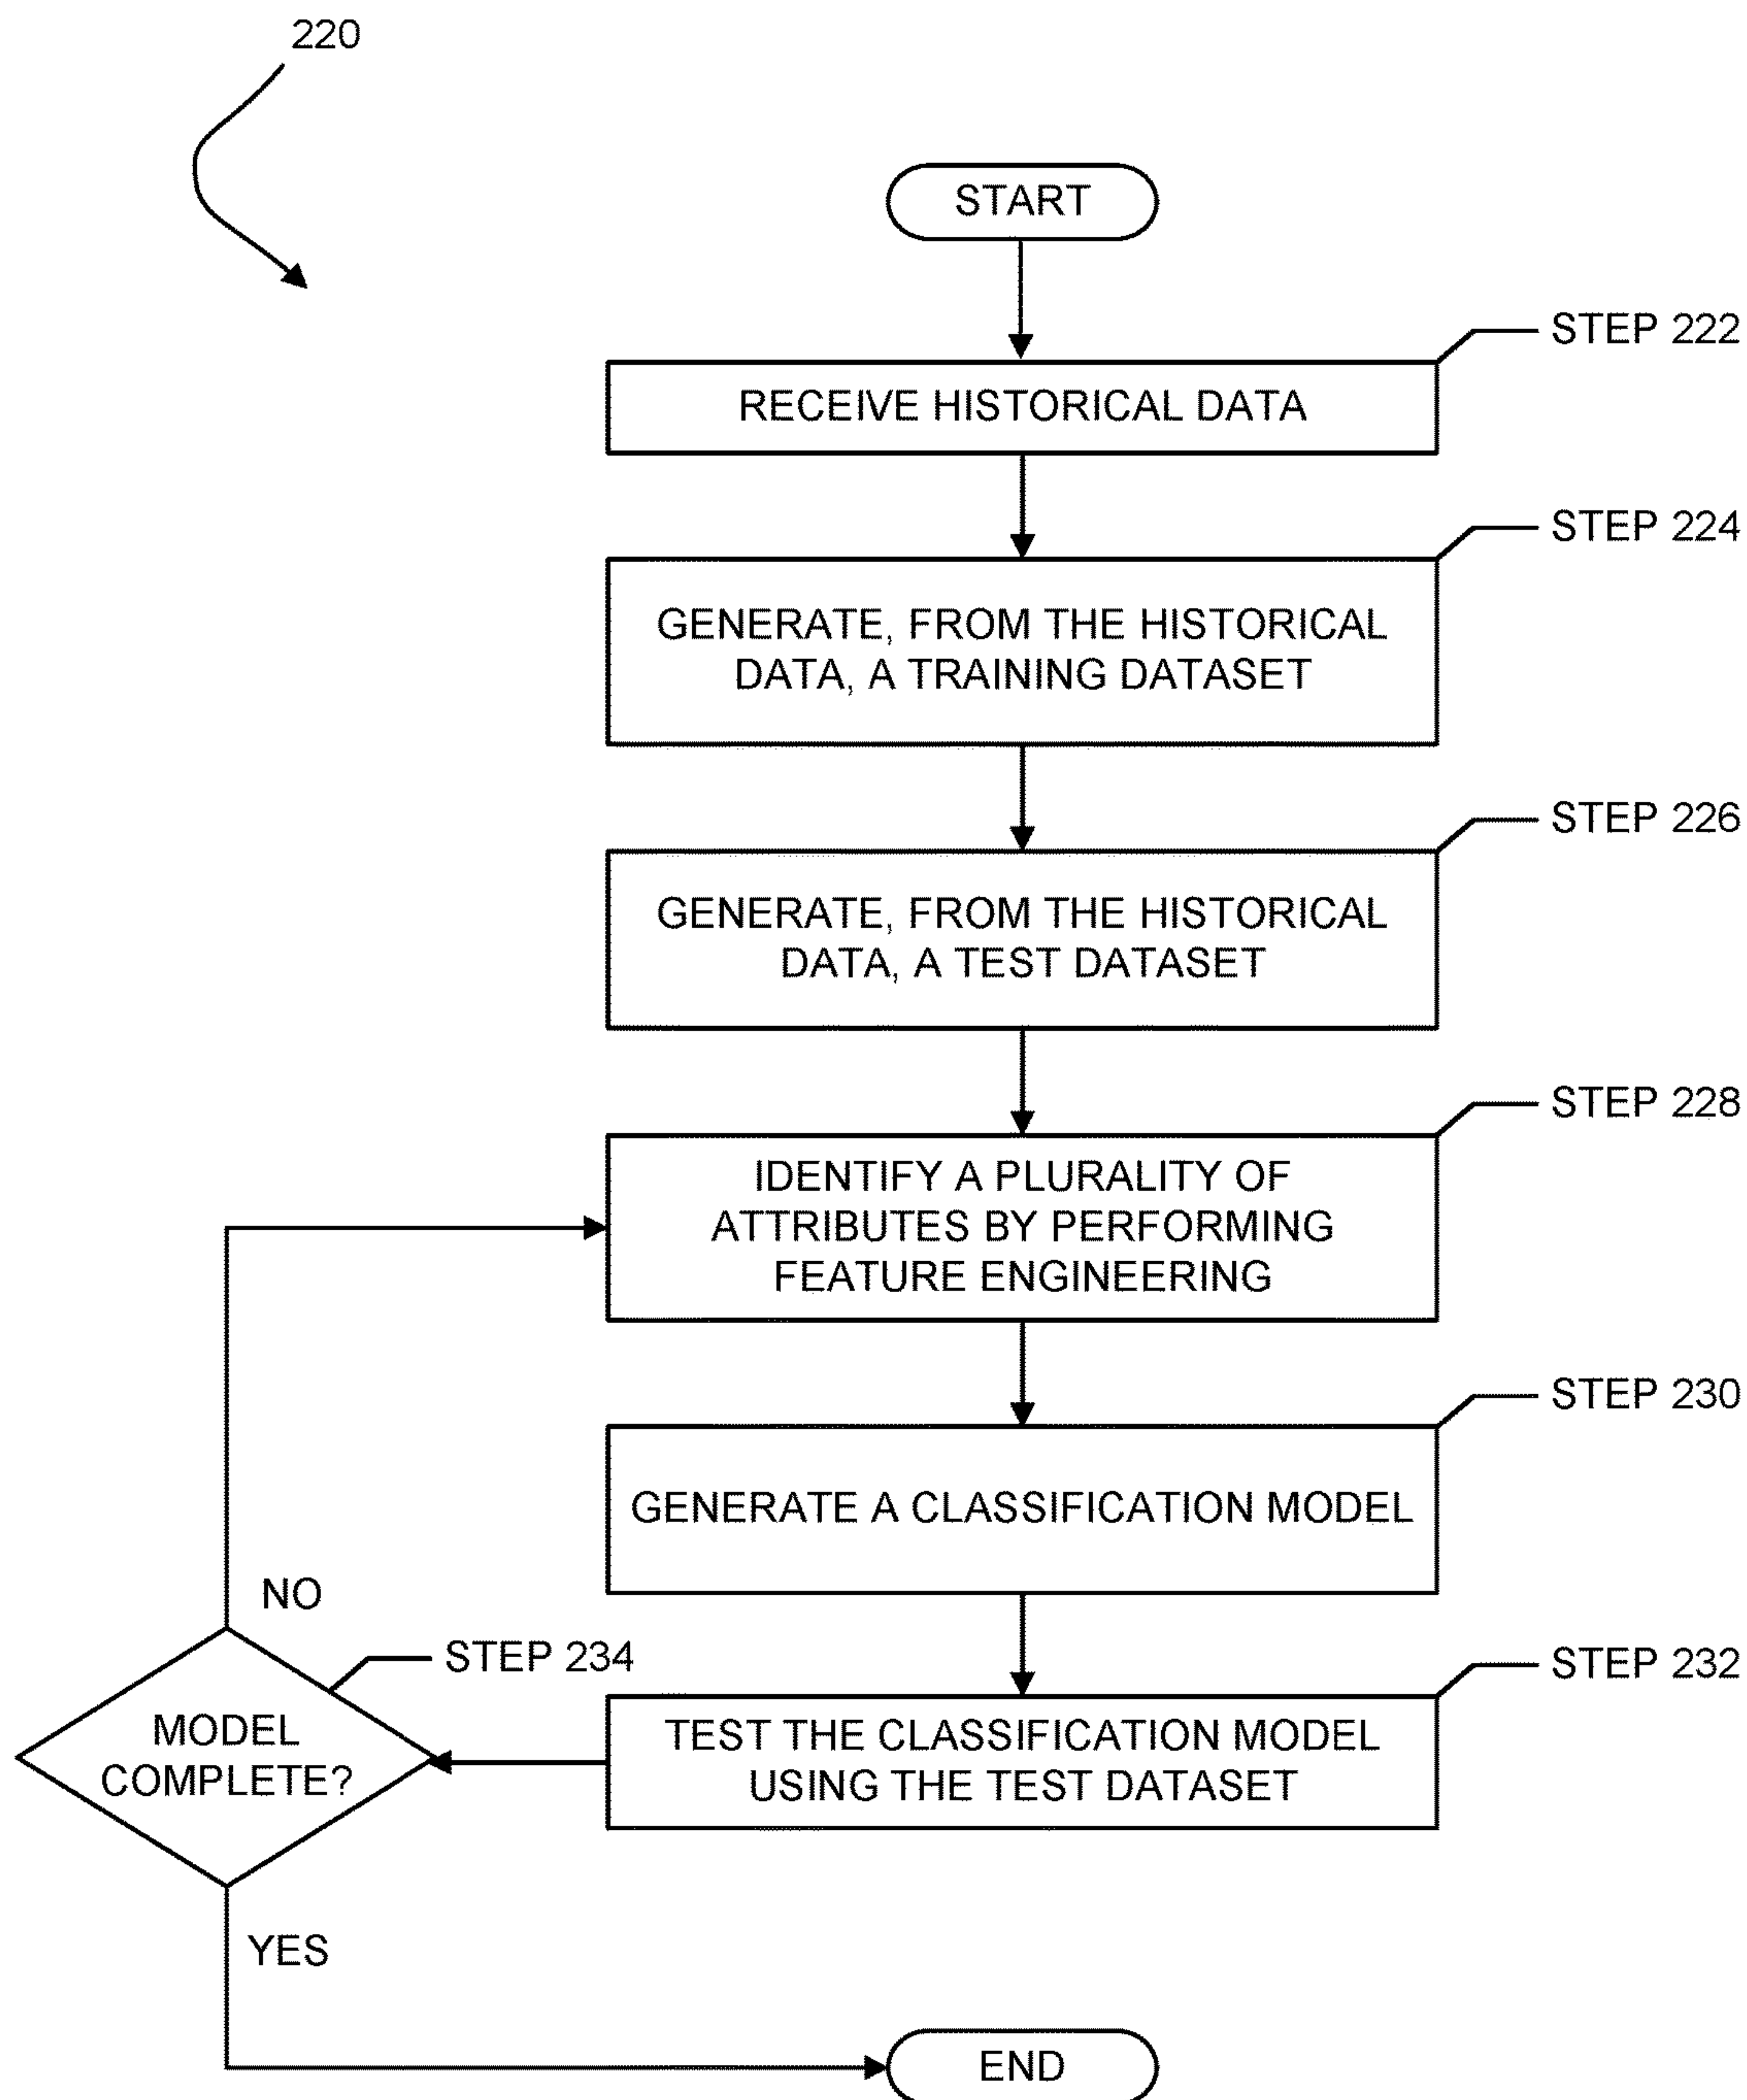 220
START
STEP 222
RECEIVE HISTORICAL DATA
STEP 224
GENERATE, FROM THE HISTORICAL
DATA, A TRAINING DATASET
STEP 226
GENERATE, FROM THE HISTORICAL
DATA, A TEST DATASET
STEP 228
IDENTIFY A PLURALITY OF
ATTRIBUTES BY PERFORMING
FEATURE ENGINEERING
STEP 230
GENERATE A CLASSIFICATION MODEL
STEP 232
TEST THE CLASSIFICATION MODEL
USING THE TEST DATASET
NO
STEP 234
MODEL
COMPLETE?
YES
END